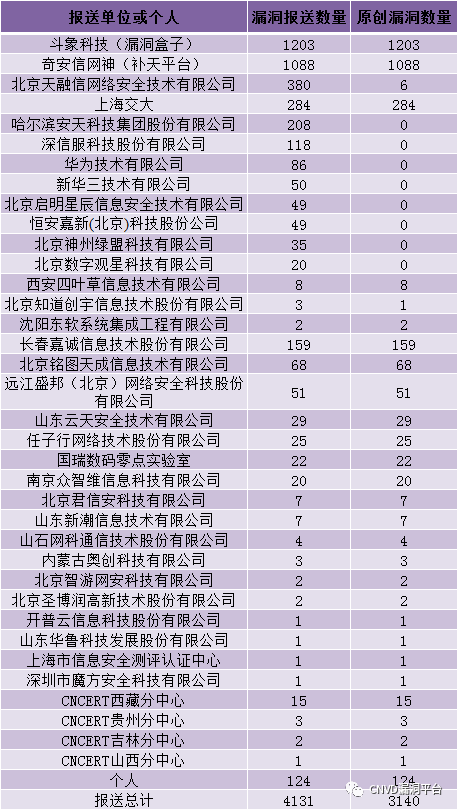 报送单位或个人 漏洞报送数量 原创漏洞数量
斗象科技（漏洞盒子） 1203 1203
奇安信网神（补天平台） 1088 1088
北京天融信网络安全技术有限公司 380 6
上海交大 284 284
哈尔滨安天科技集团股份有限公司 208 0
深信服科技股份有限公司 118 0
华为技术有限公司 86 0
新华三技术有限公司 50 0
北京启明星辰信息安全技术有限公司 49 0
恒安嘉新(北京)科技股份公司 49 0
北京神州绿盟科技有限公司 35 0
北京数字观星科技有限公司 20 0
西安四叶草信息技术有限公司 8 8
北京知道创宇信息技术股份有限公司 3 1
沈阳东软系统集成工程有限公司 2 2
长春嘉诚信息技术股份有限公司 159 159
北京铭图天成信息技术有限公司 68 68
远江盛邦（北京）网络安全科技股份
有限公司 51 51
山东云天安全技术有限公司 29 29
任子行网络技术股份有限公司 25 25
国瑞数码零点实验室 22 22
南京众智维信息科技有限公司 20 20
北京君信安科技有限公司 7 7
山东新潮信息技术有限公司 7 7
山石网科通信技术股份有限公司 4 4
内蒙古奥创科技有限公司 3 3
北京智游网安科技有限公司 2 2
北京圣博润高新技术股份有限公司 2 2
开普云信息科技股份有限公司 1 1
山东华鲁科技发展股份有限公司 1 1
上海市信息安全测评认证中心 1 1
深圳市魔方安全科技有限公司 1 1
CNCERT西藏分中心 15 15
CNCERT贵州分中心 3 3
CNCERT吉林分中心 2 2
CNCERT山西分中心 1 1
个人 124 124
CNVD漏洞平台
报送总计 4131 3140